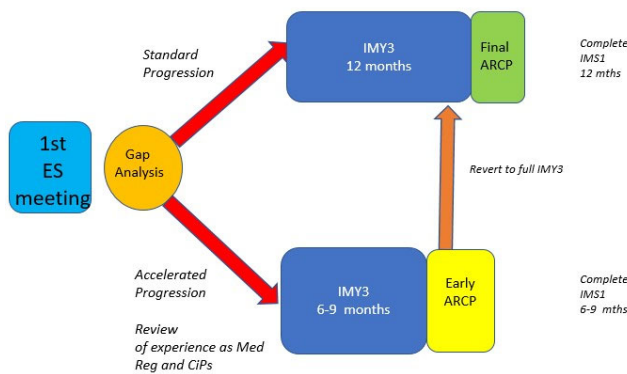 Standard
Progression
IMY3
12 months
Final
ARCP
Complete
IMS1
12 mths
1st
ES
meeting
Gap
Analysis
Revert to full IMY3
Accelerated
Progression
IMY3
6-9 months
Early
ARCP
Complete
IMS1
6-9 mths
Review
of experience as Med
Reg and CiPs